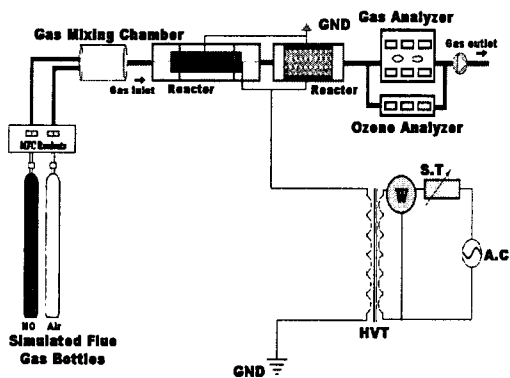 Gas Mixing Chamber
GND
Gas Analyzer
Gas outlet
Gas inlet
Reactor
Reactor
Ozone Analyzer
MFC Readouts
S.T
W
A.C
HVT
NO Air
Simulated Flue
Gas Bottles
GND